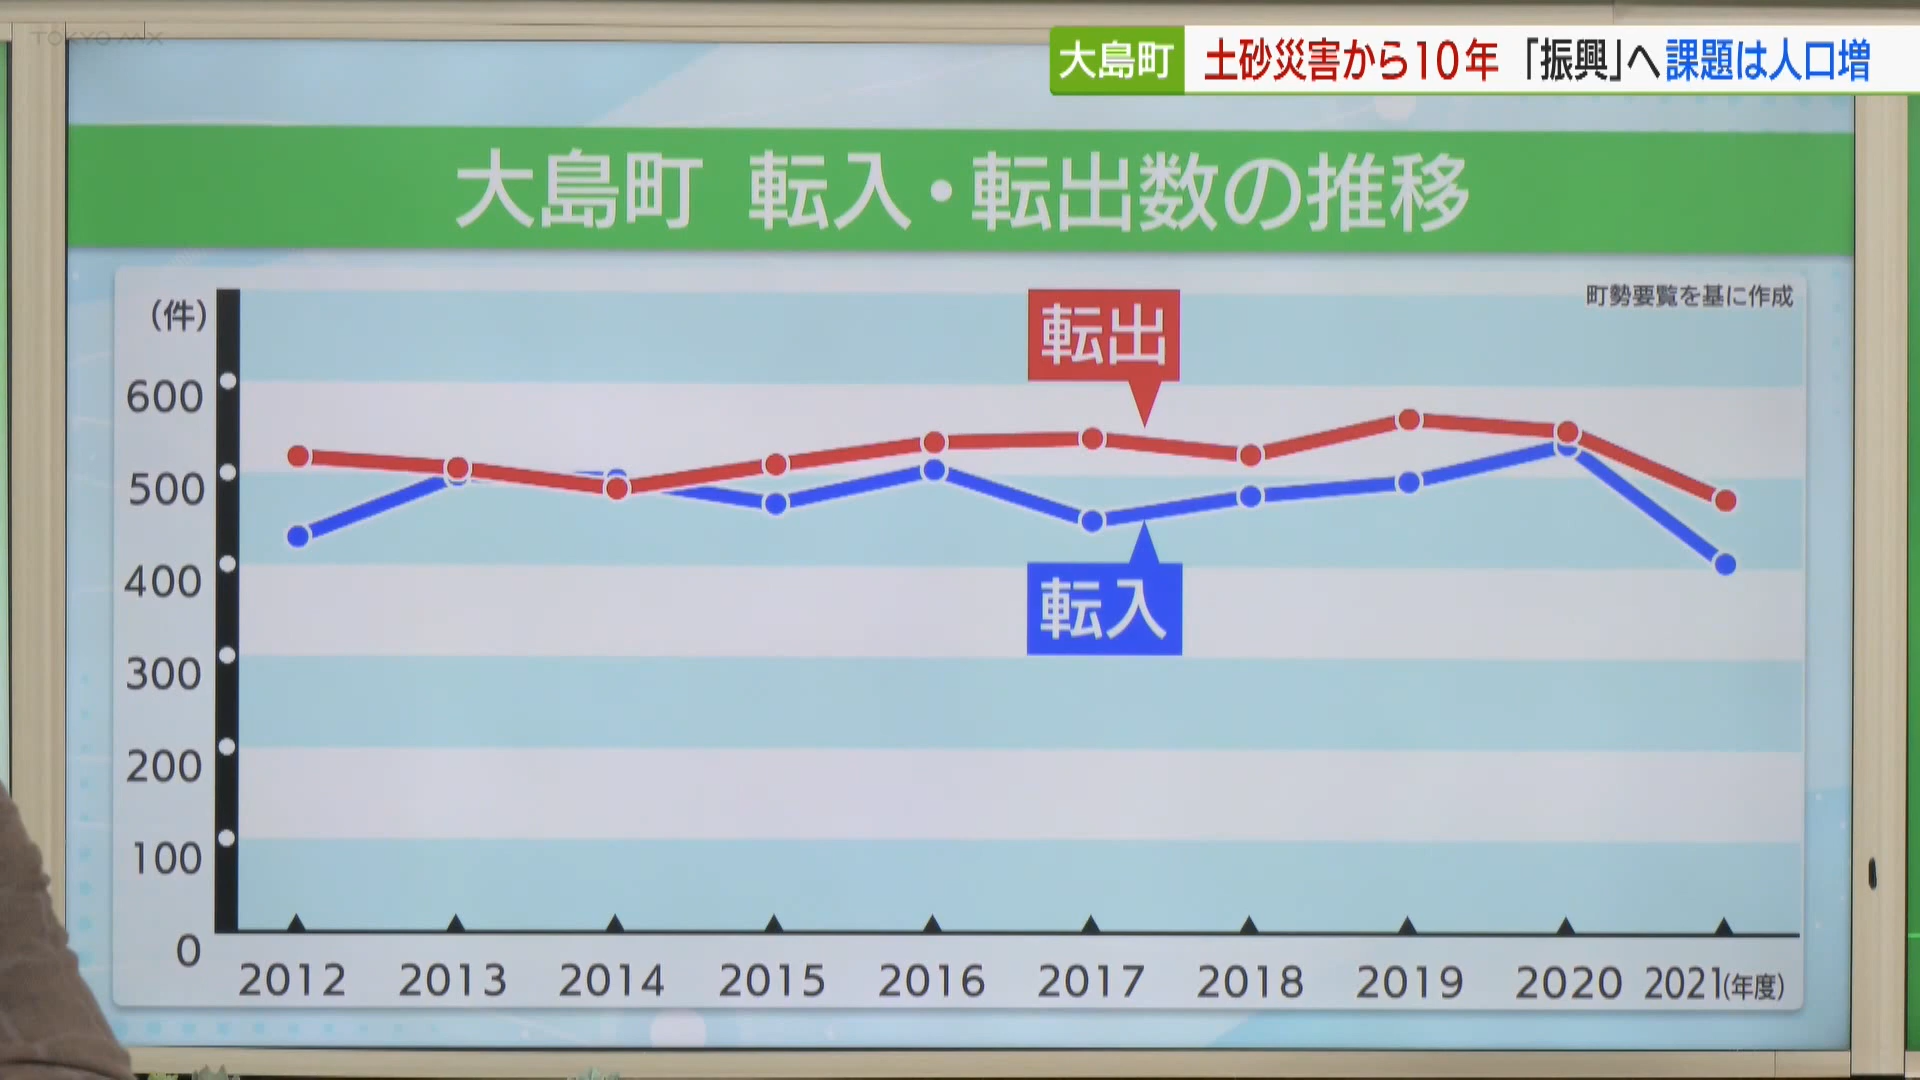 TOKYO MX
大島町 土砂災害から10年 「振興」へ課題は人口増
大島町 転入・転出数の推移
町勢要覧を基に作成
(件)
600
500
400
300
200
100
0
転出
転入
2012 2013 2014 2015 2016 2017 2018 2019 2020 2021(年度)